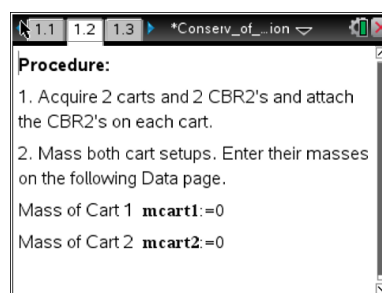 1.1 1.2 1.3 *Conserv_of_…ion
Procedure:
1. Acquire 2 carts and 2 CBR2's and attach
the CBR2's on each cart.
2. Mass both cart setups. Enter their masses
on the following Data page.
Mass of Cart 1 mcart1:=0
Mass of Cart 2 mcart2:=0